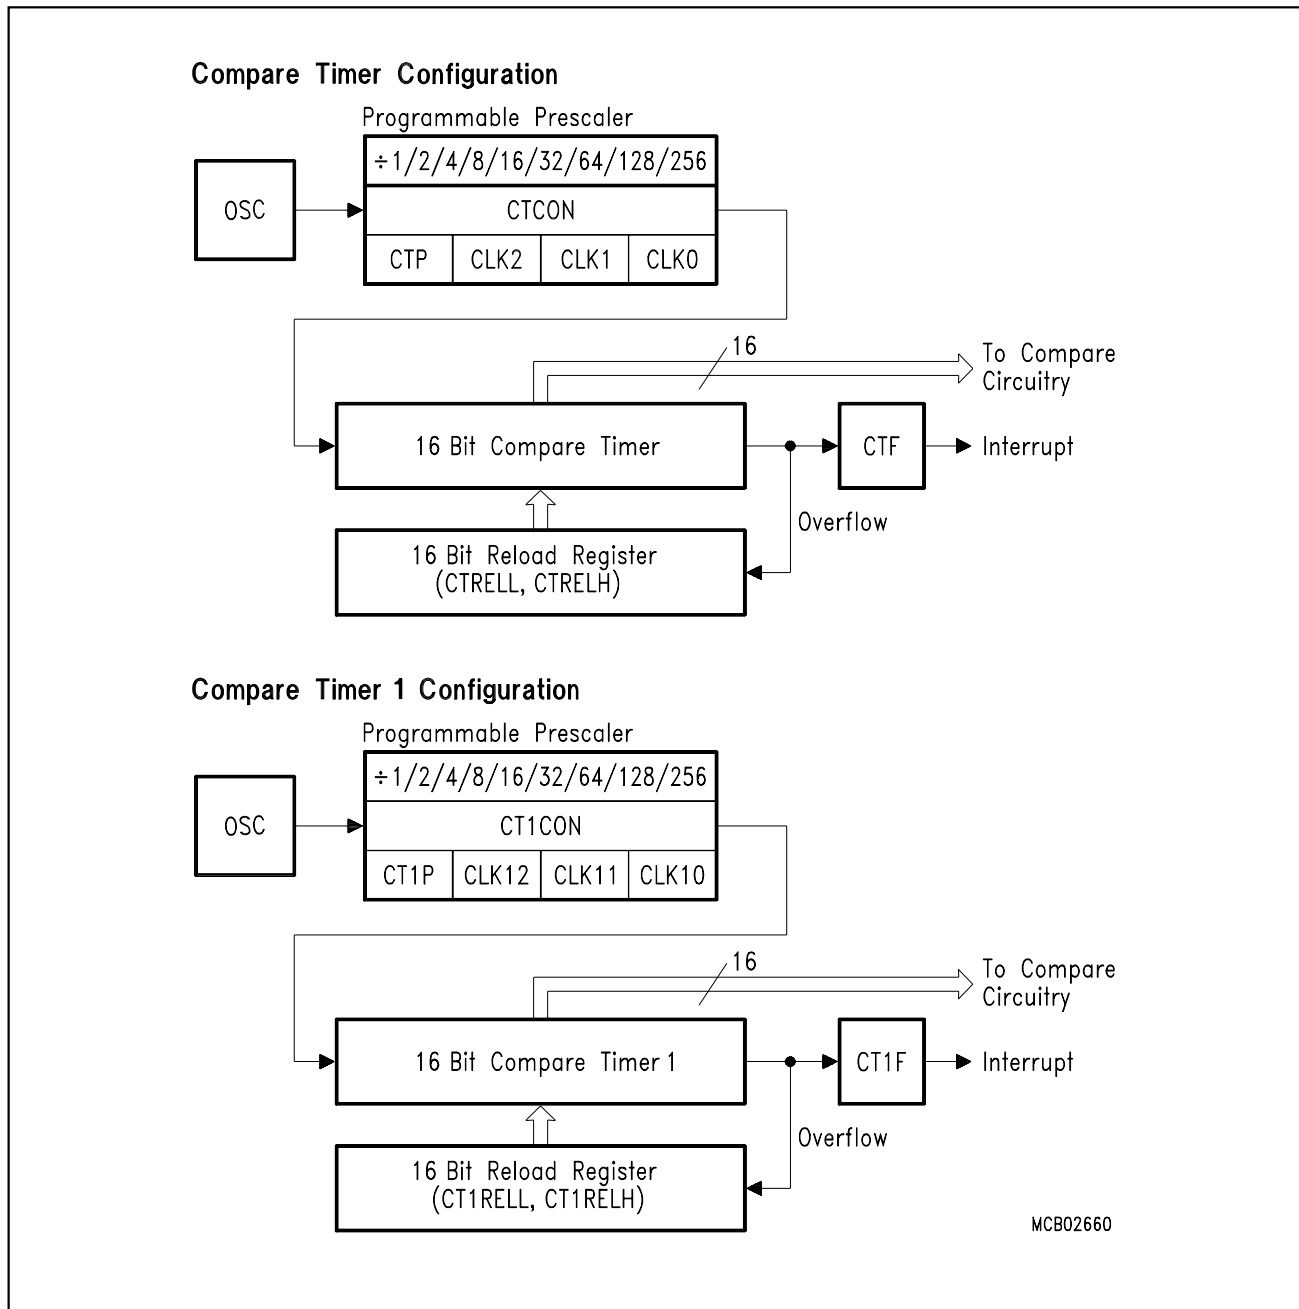 Compare Timer Configuration
Programmable Prescaler
÷1/2/4/8/16/32/64/128/256
OSC
CTCON
CTP CLK2 CLK1 CLK0
16
To Compare
Circuitry
16 Bit Compare Timer
CTF
Interrupt
Overflow
16 Bit Reload Register
(CTRELL, CTRELH)
Compare Timer 1 Configuration
Programmable Prescaler
÷1/2/4/8/16/32/64/128/256
OSC
CT1CON
CT1P CLK12 CLK11 CLK10
16
To Compare
Circuitry
16 Bit Compare Timer 1
CT1F
Interrupt
Overflow
16 Bit Reload Register
(CT1RELL, CT1RELH)
MCB02660